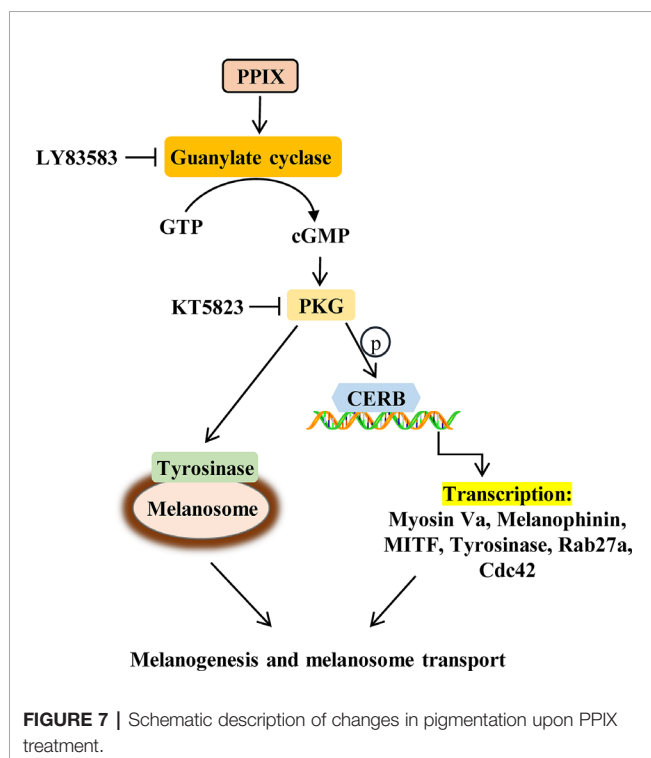 PPIX
LY83583
Guanylate cyclase
GTP
cGMP
KT5823
PKG
p
CERB
Tyrosinase
Melanosome
Transcription:
Myosin Va, Melanophinin,
MITF, Tyrosinase, Rab27a,
Cdc42
Melanogenesis and melanosome transport
FIGURE 7 | Schematic description of changes in pigmentation upon PPIX
treatment.